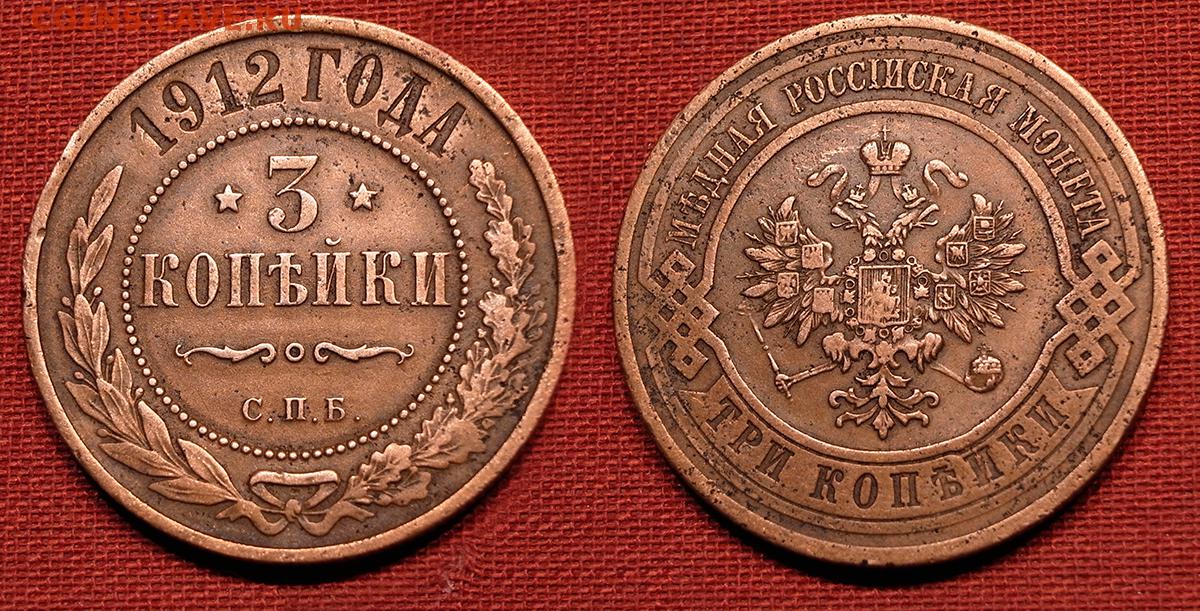 COINS.LAVE.RU
1912 ГОДА
3
КОПѢЙКИ
С.П.Б.
МѢДНАЯ РОССІЙСКАЯ МОНЕТА
ТРИ КОПѢЙКИ